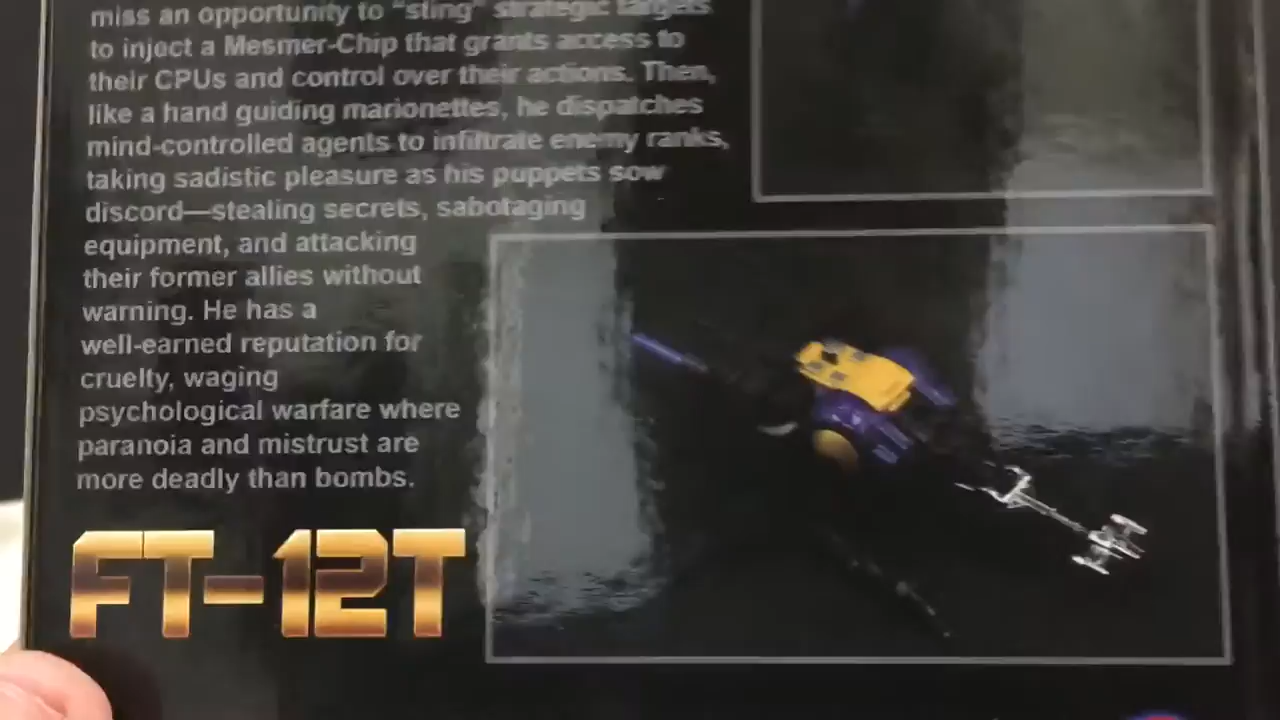 miss an opportunity to "sting" strategic targets
to inject a Mesmer-Chip that grants access to
their CPUs and control over their actions. Then,
like a hand guiding marionettes, he dispatches
mind-controlled agents to infiltrate enemy ranks,
taking sadistic pleasure as his puppets sow
discord—stealing secrets, sabotaging
equipment, and attacking
their former allies without
warning. He has a
well-earned reputation for
cruelty, waging
psychological warfare where
paranoia and mistrust are
more deadly than bombs.
FT-12T